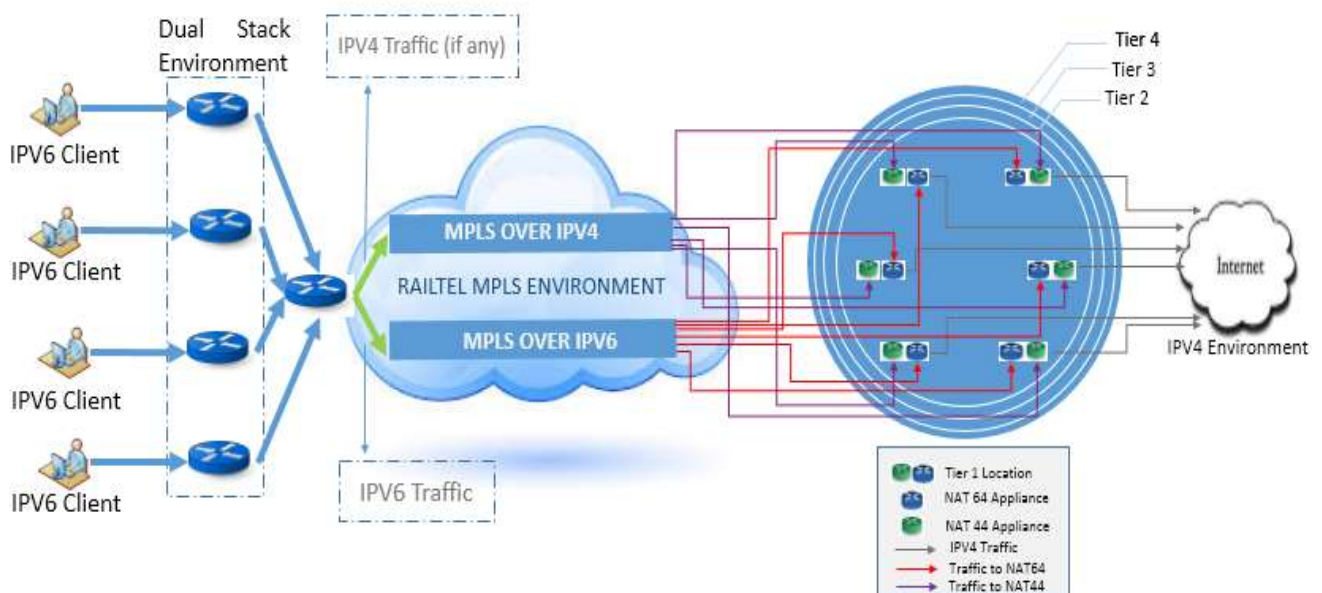 Dual Stack
Environment
IPV4 Traffic (if any)
Tier 4
Tier 3
Tier 2
IPV6 Client
IPV6 Client
IPV6 Client
IPV6 Client
MPLS OVER IPV4
RAILTEL MPLS ENVIRONMENT
MPLS OVER IPV6
IPV6 Traffic
Internet
IPV4 Environment
Tier 1 Location
NAT 64 Appliance
NAT 44 Appliance
IPV4 Traffic
Traffic to NAT64
Traffic to NAT44